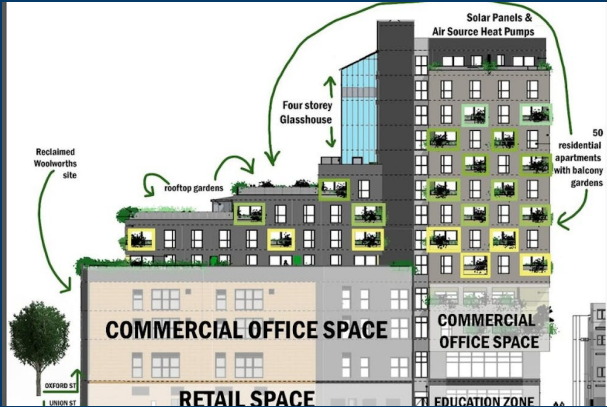 Solar Panels &
Air Source Heat Pumps
Four storey
Glasshouse
50
residential
apartments
with balcony
gardens
Reclaimed
Woolworths
site
rooftop gardens
COMMERCIAL OFFICE SPACE
COMMERCIAL
OFFICE SPACE
OXFORD ST
UNION ST
RETAIL SPACE
EDUCATION ZONE